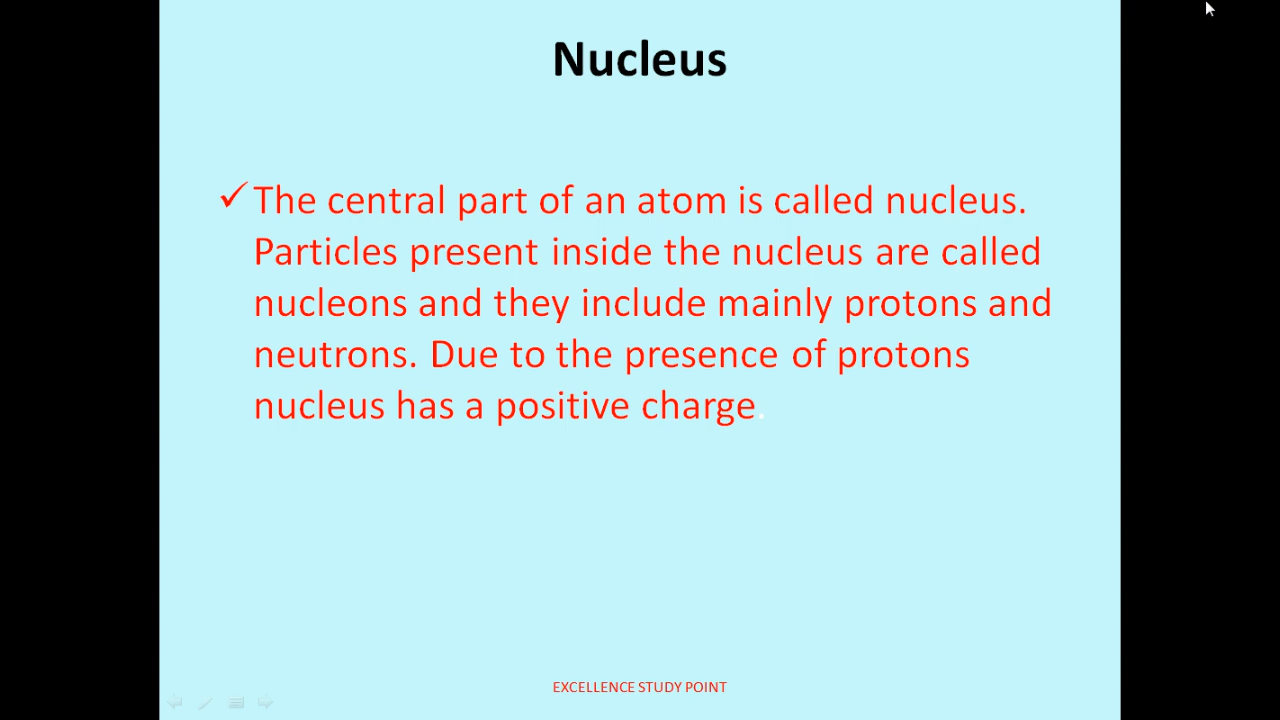 Nucleus
✓The central part of an atom is called nucleus.
Particles present inside the nucleus are called
nucleons and they include mainly protons and
neutrons. Due to the presence of protons
nucleus has a positive charge.
EXCELLENCE STUDY POINT